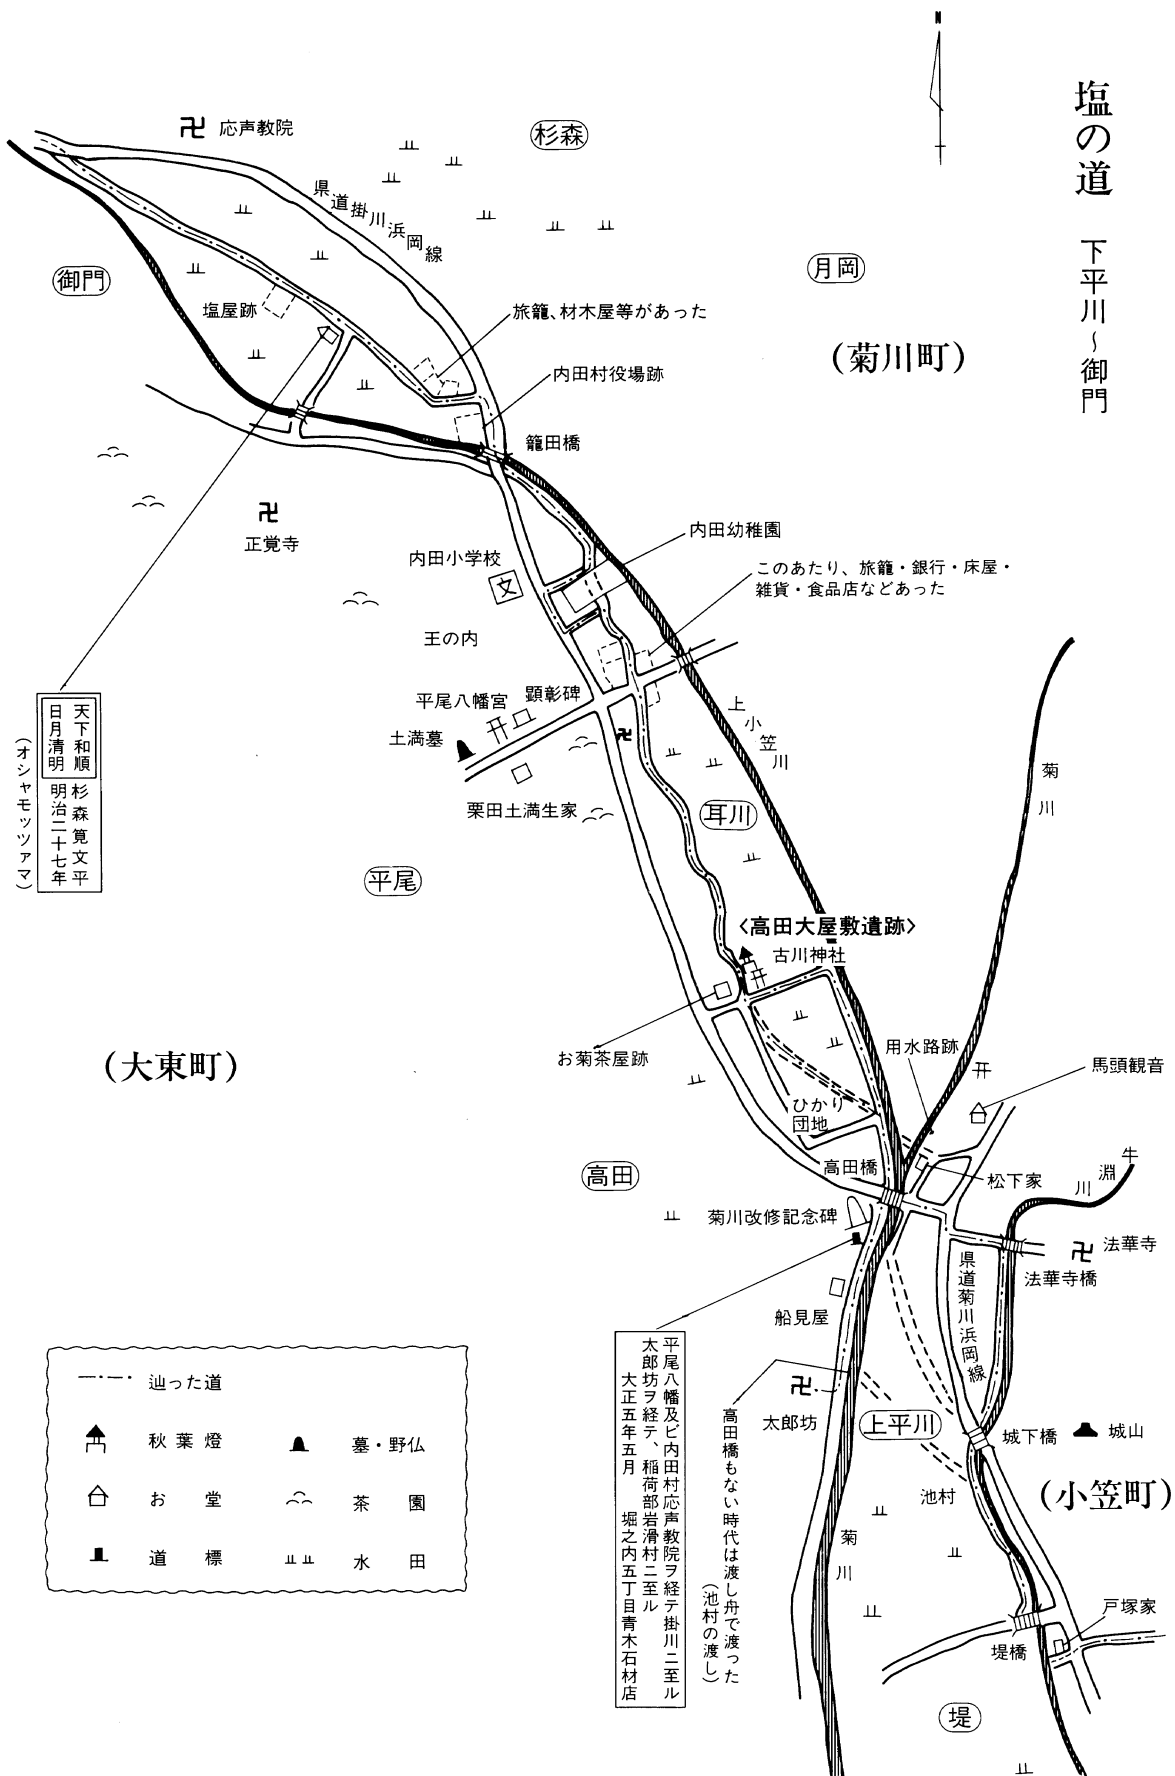 塩の道 下平川~御門
N
卍 応声教院
杉森
県道掛川浜岡線
月岡
御門
塩屋跡
旅籠、材木屋等があった
(菊川町)
内田村役場跡
籠田橋
卍
正覚寺
内田小学校
文
内田幼稚園
このあたり、旅籠・銀行・床屋・
雑貨・食品店などあった
王の内
平尾八幡宮
顕彰碑
土満墓
栗田土満生家
卍
上小笠川
菊川
耳川
平尾
天下和順
日月清明
杉森筧文平
明治二十七年
(オシャモッツァマ)
〈高田大屋敷遺跡〉
古川神社
お菊茶屋跡
(大東町)
用水路跡
馬頭観音
ひかり
団地
高田橋
高田
松下家
牛淵川
菊川改修記念碑
卍 法華寺
法華寺橋
県道菊川浜岡線
船見屋
卍
太郎坊
上平川
城下橋
城山
池村
(小笠町)
平尾八幡及ビ内田村応声教院ヲ経テ掛川ニ至ル
太郎坊ヲ経テ、稲荷部岩滑村ニ至ル
大正五年五月 堀之内五丁目青木石材店
高田橋もない時代は渡し舟で渡った
(池村の渡し)
菊川
戸塚家
堤橋
堤
辿った道
秋葉燈
墓・野仏
お堂
茶園
道標
水田